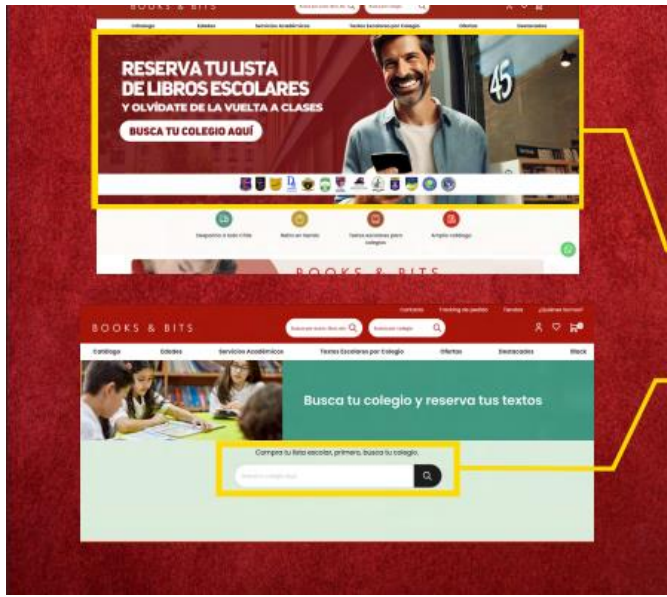 BOOKS & BITS
Catálogo Edades Servicios Académicos Textos Escolares por Colegio Ofertas Destacados
RESERVA TU LISTA
DE LIBROS ESCOLARES
Y OLVÍDATE DE LA VUELTA A CLASES
BUSCA TU COLEGIO AQUÍ
45
Despacho a todo Chile Retiro en tienda Textos escolares para Amplio catálogo
colegios
BOOKS & BITS
Contacto Tracking de pedido Tiendas ¿Quiénes Somos?
BOOKS & BITS
Catálogo Edades Servicios Académicos Textos Escolares por Colegio Ofertas Destacados Black
Busca tu colegio y reserva tus textos
Compra tu lista escolar, primero, busca tu colegio.